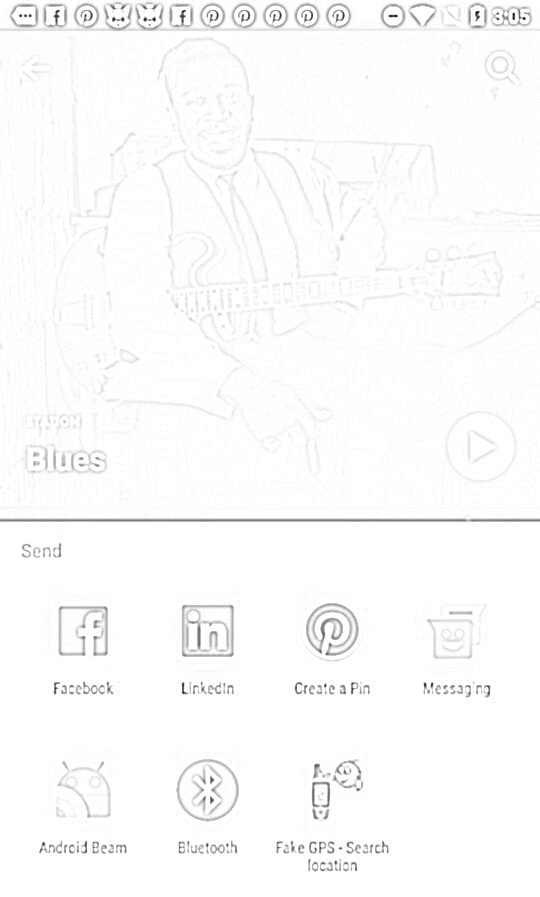 3:05
STATION
Blues
Send
Facebook
LinkedIn
Create a Pin
Messaging
Android Beam
Bluetooth
Fake GPS - Search
location